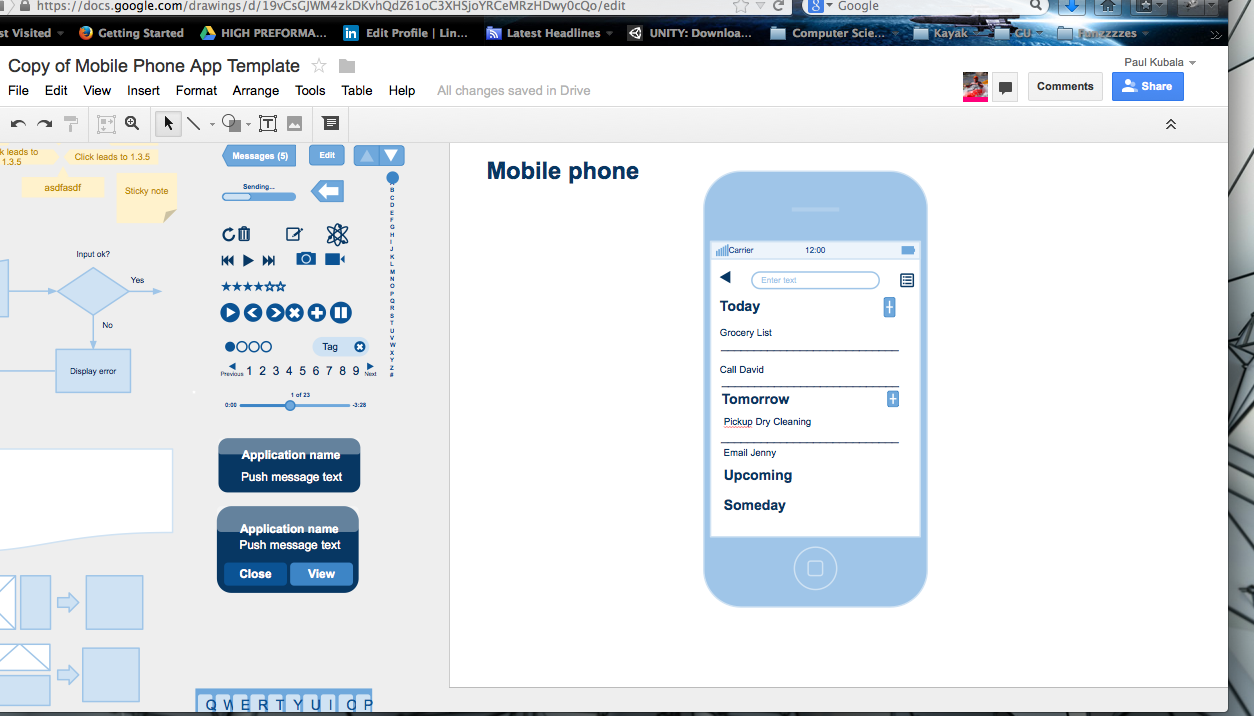 https://docs.google.com/drawings/d/19vCsGJWM4zkDKvhQdZ61oC3XHSjoYRCeMRzHDwy0cQo/edit
Google
st Visited
Getting Started
HIGH PREFORMA...
Edit Profile | Lin...
Latest Headlines
UNITY: Downloa...
Computer Scie...
Kayak
GU
Funzzzzes
Copy of Mobile Phone App Template
Paul Kubala
File Edit View Insert Format Arrange Tools Table Help All changes saved in Drive
Comments
Share
k leads to
1.3.5
Click leads to 1.3.5
asdfasdf
Sticky note
Input ok?
Yes
No
Display error
Messages (5)
Edit
Sending...
B
C
D
E
F
G
H
I
J
K
L
M
N
O
P
Q
R
S
T
U
V
W
X
Y
Z
#
Tag
Previous 1 2 3 4 5 6 7 8 9 Next
1 of 23
0:00 -3:28
Application name
Push message text
Application name
Push message text
Close View
Q W E R T Y U I O P
Mobile phone
Carrier 12:00
Enter text
Today
Grocery List
Call David
Tomorrow
Pickup Dry Cleaning
Email Jenny
Upcoming
Someday